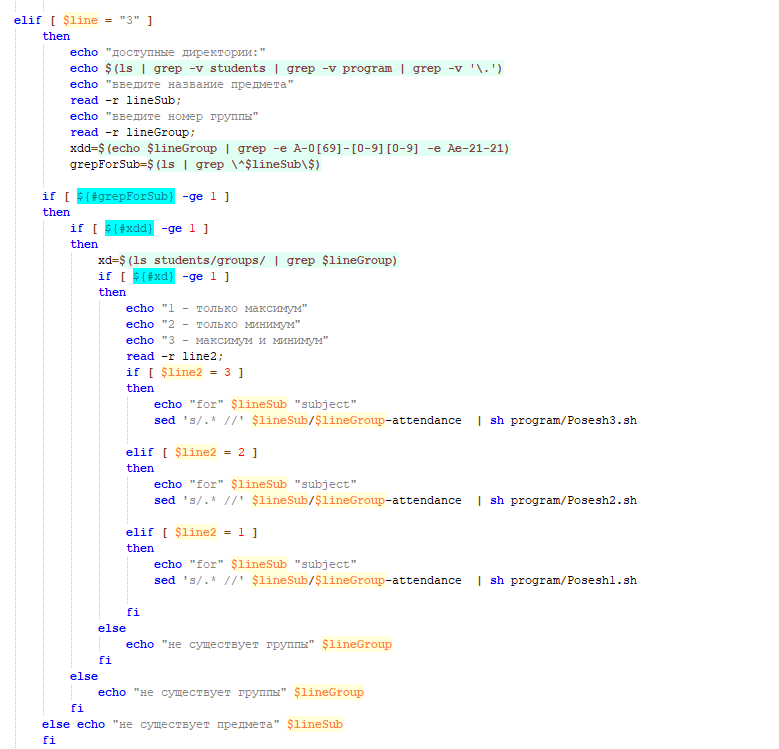 elif [ $line = "3" ]
then
echo "доступные директории:"
echo $(ls | grep -v students | grep -v program | grep -v '\.')
echo "введите название предмета"
read -r lineSub;
echo "введите номер группы"
read -r lineGroup;
xdd=$(echo $lineGroup | grep -e A-0[69]-[0-9][0-9] -e Ae-21-21)
grepForSub=$(ls | grep \^$lineSub\$)
if [ ${#grepForSub} -ge 1 ]
then
if [ ${#xdd} -ge 1 ]
then
xd=$(ls students/groups/ | grep $lineGroup)
if [ ${#xd} -ge 1 ]
then
echo "1 - только максимум"
echo "2 - только минимум"
echo "3 - максимум и минимум"
read -r line2;
if [ $line2 = 3 ]
then
echo "for" $lineSub "subject"
sed 's/.* //' $lineSub/$lineGroup-attendance | sh program/Posesh3.sh
elif [ $line2 = 2 ]
then
echo "for" $lineSub "subject"
sed 's/.* //' $lineSub/$lineGroup-attendance | sh program/Posesh2.sh
elif [ $line2 = 1 ]
then
echo "for" $lineSub "subject"
sed 's/.* //' $lineSub/$lineGroup-attendance | sh program/Posesh1.sh
fi
else
echo "не существует группы" $lineGroup
fi
else
echo "не существует группы" $lineGroup
fi
else echo "не существует предмета" $lineSub
fi